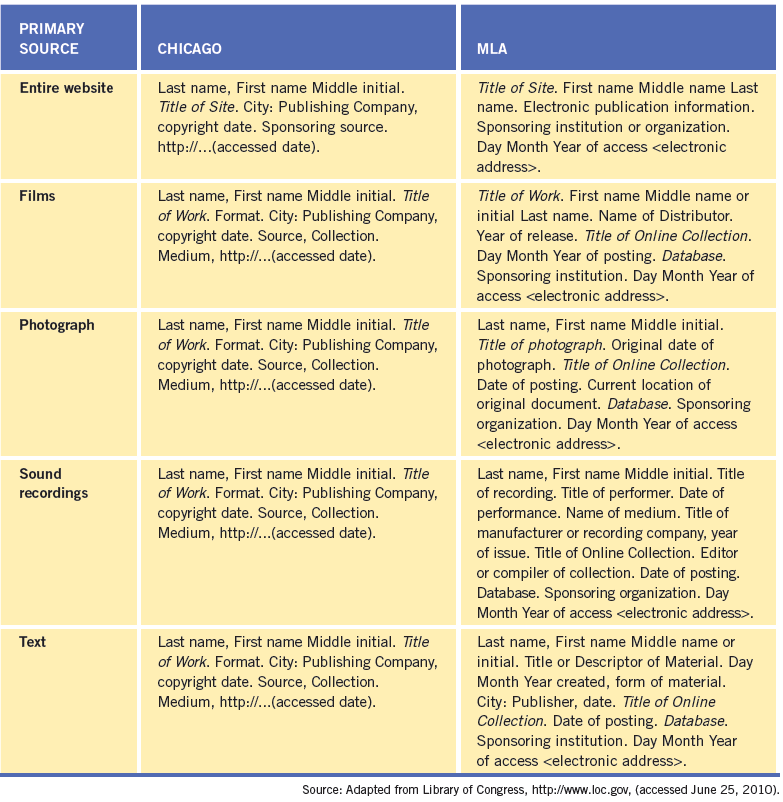 PRIMARY
SOURCE
CHICAGO
MLA
Entire website
Last name, First name Middle initial.
Title of Site. City: Publishing Company,
copyright date. Sponsoring source.
http://...(accessed date).
Title of Site. First name Middle name Last
name. Electronic publication information.
Sponsoring institution or organization.
Day Month Year of access <electronic
address>.
Films
Last name, First name Middle initial. Title
of Work. Format. City: Publishing Company,
copyright date. Source, Collection.
Medium, http://...(accessed date).
Title of Work. First name Middle name or
initial Last name. Name of Distributor.
Year of release. Title of Online Collection.
Day Month Year of posting. Database.
Sponsoring institution. Day Month Year of
access <electronic address>.
Photograph
Last name, First name Middle initial. Title
of Work. Format. City: Publishing Company,
copyright date. Source, Collection.
Medium, http://...(accessed date).
Last name, First name Middle initial.
Title of photograph. Original date of
photograph. Title of Online Collection.
Date of posting. Current location of
original document. Database. Sponsoring
organization. Day Month Year of access
<electronic address>.
Sound
recordings
Last name, First name Middle initial. Title
of Work. Format. City: Publishing Company,
copyright date. Source, Collection.
Medium, http://...(accessed date).
Last name, First name Middle initial. Title
of recording. Title of performer. Date of
performance. Name of medium. Title of
manufacturer or recording company, year
of issue. Title of Online Collection. Editor
or compiler of collection. Date of posting.
Database. Sponsoring organization. Day
Month Year of access <electronic address>.
Text
Last name, First name Middle initial. Title
of Work. Format. City: Publishing Company,
copyright date. Source, Collection.
Medium, http://...(accessed date).
Last name, First name Middle name or
initial. Title or Descriptor of Material. Day
Month Year created, form of material.
City: Publisher, date. Title of Online
Collection. Date of posting. Database.
Sponsoring institution. Day Month Year
of access <electronic address>.
Source: Adapted from Library of Congress, http://www.loc.gov, (accessed June 25, 2010).